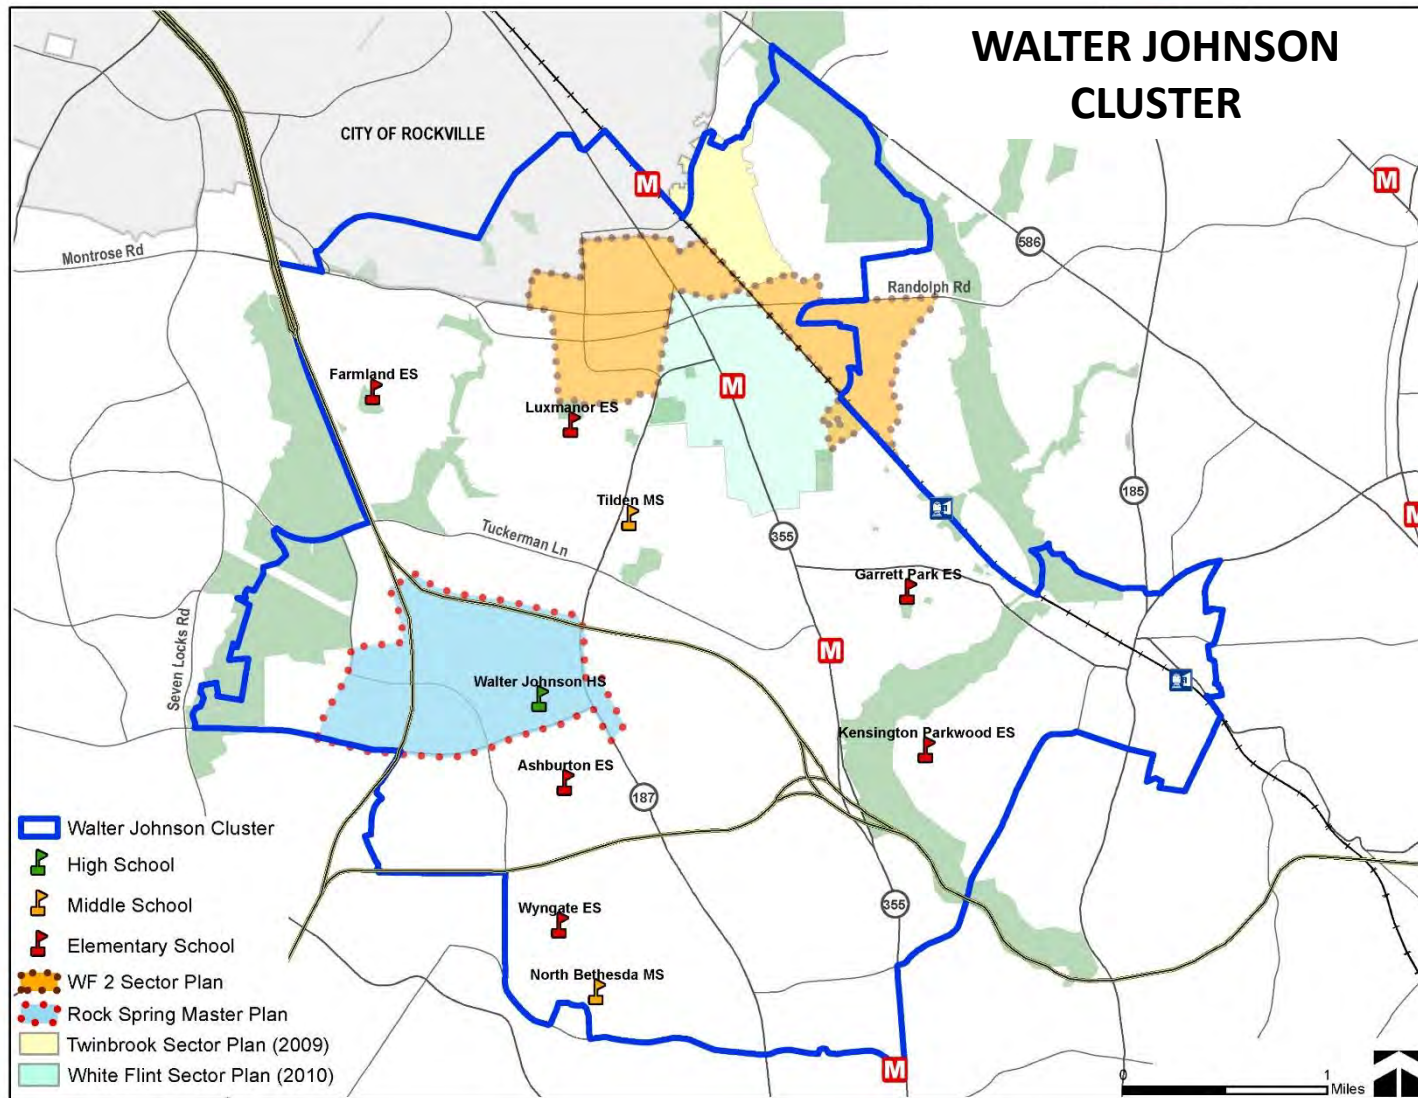 WALTER JOHNSON
CLUSTER
CITY OF ROCKVILLE
M
M
Montrose Rd
586
Randolph Rd
Farmland ES
Luxmanor ES
M
Tilden MS
185
M
Tuckerman Ln
355
Garrett Park ES
Seven Locks Rd
M
Walter Johnson HS
Kensington Parkwood ES
Ashburton ES
187
355
Wyngate ES
North Bethesda MS
M
Walter Johnson Cluster
High School
Middle School
Elementary School
WF 2 Sector Plan
Rock Spring Master Plan
Twinbrook Sector Plan (2009)
White Flint Sector Plan (2010)
0 1
Miles